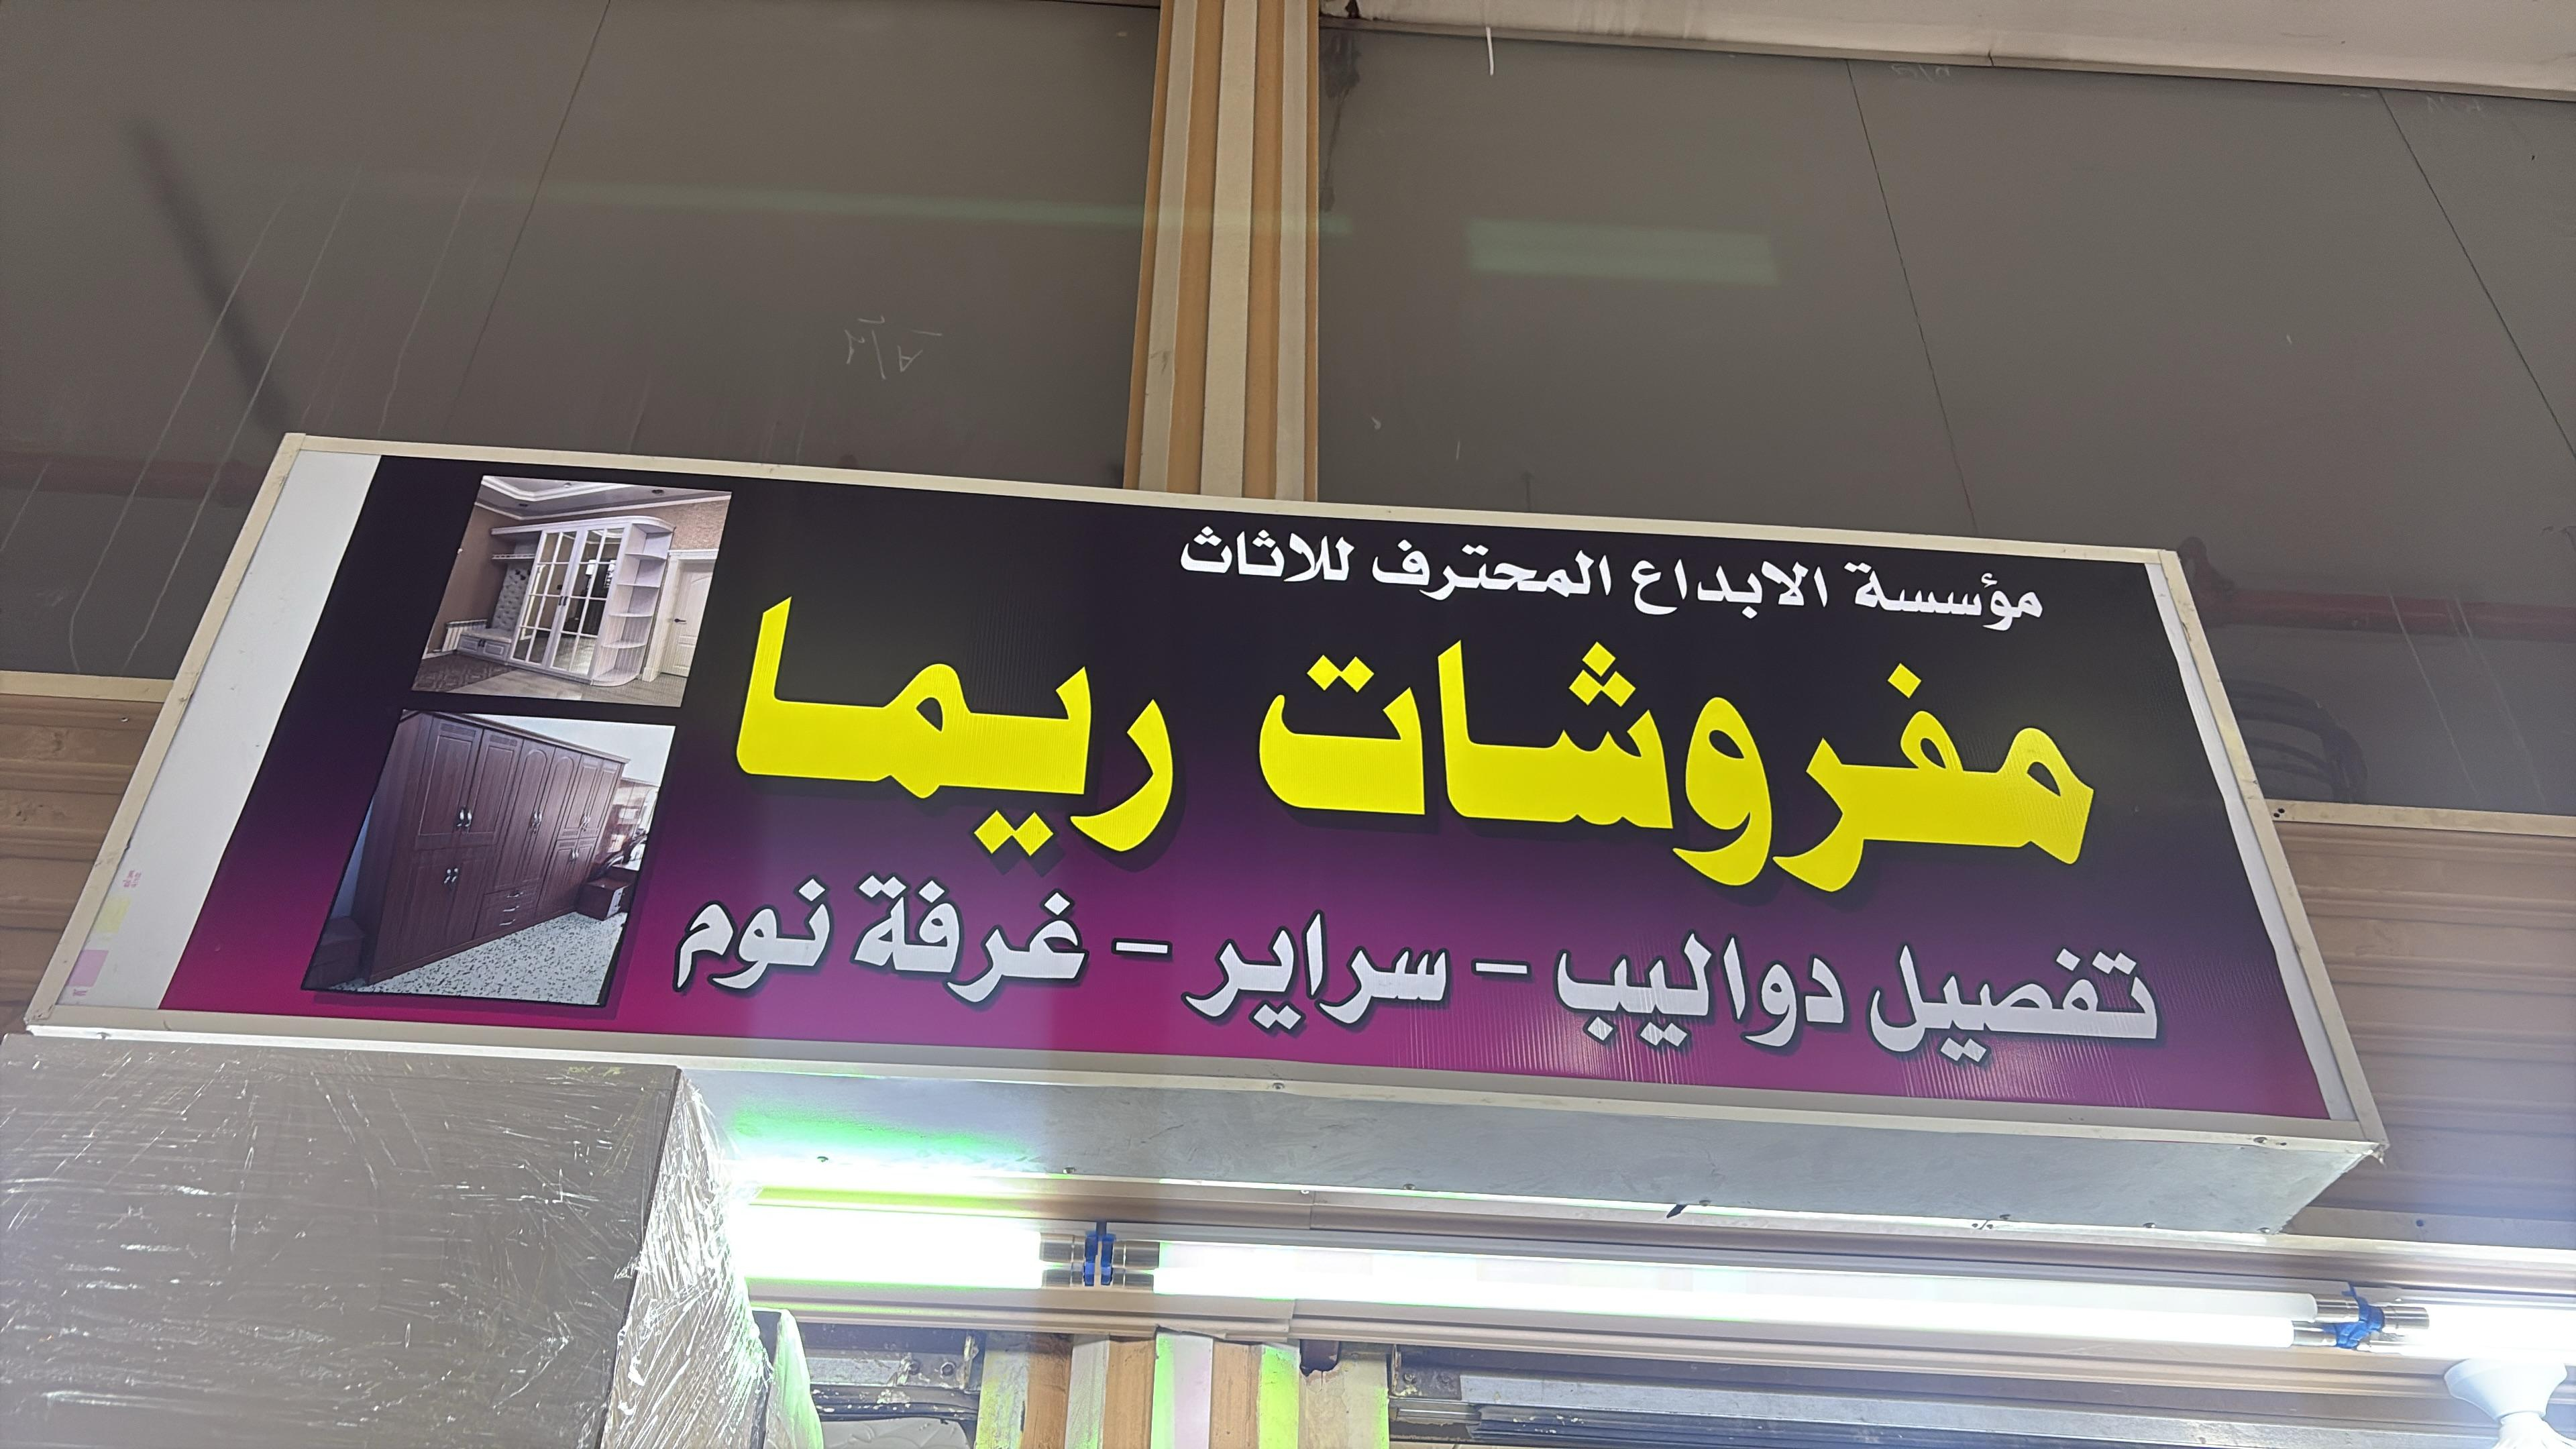 مؤسسة الابداع المحترف للاثاث
مفروشات ريما
تفصيل دواليب - سراير - غرفة نوم